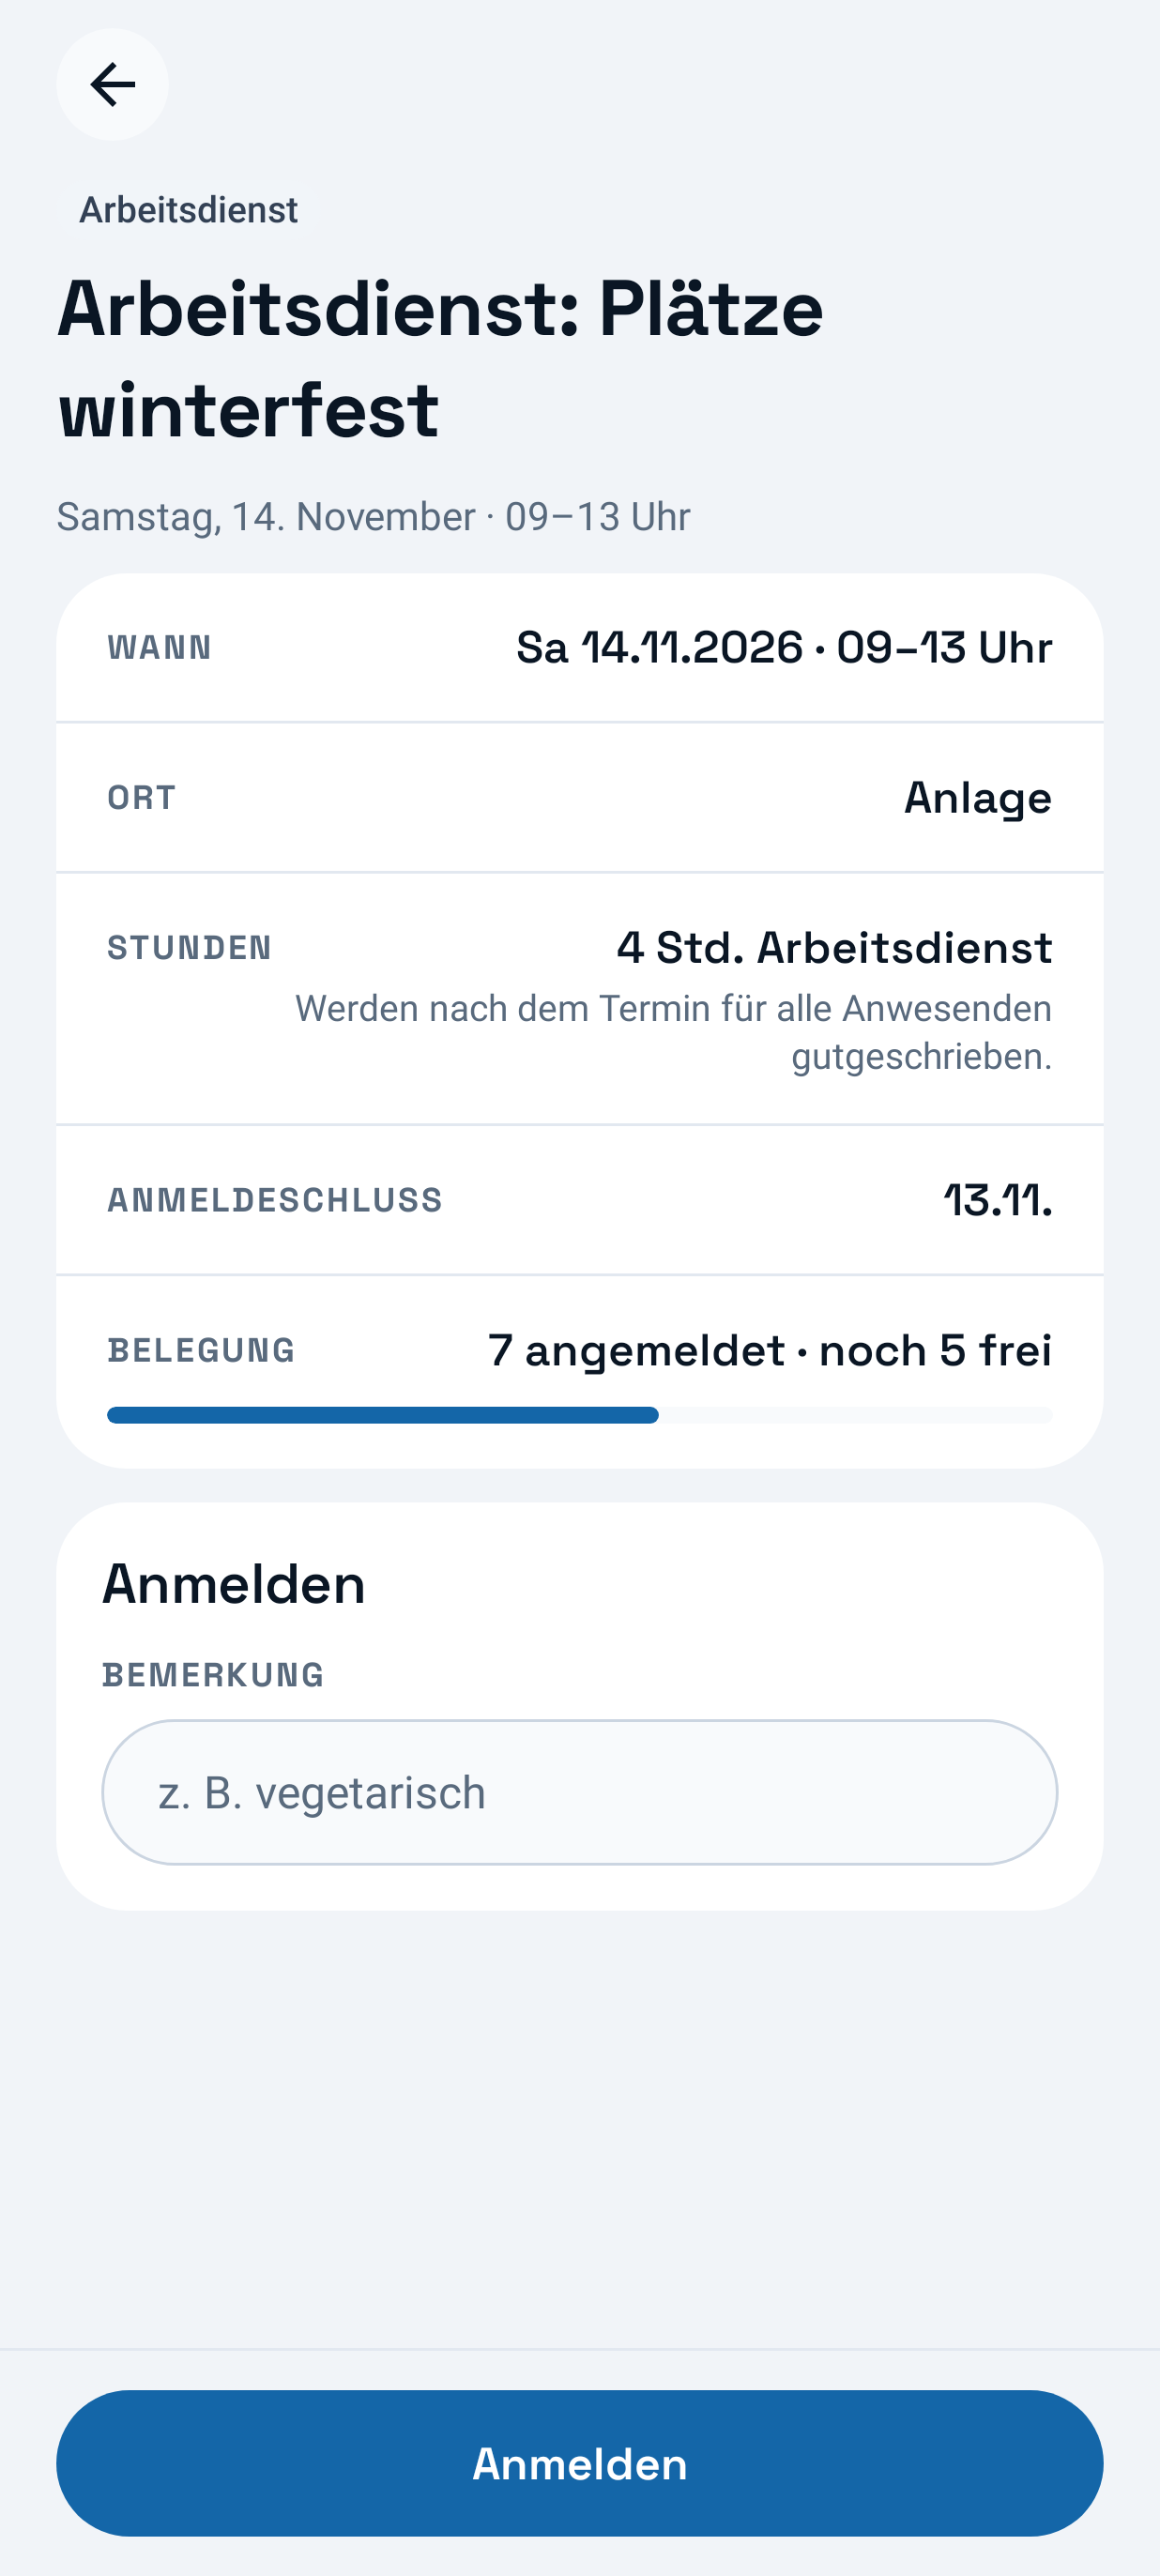 Arbeitsdienst
Arbeitsdienst: Plätze
winterfest
Samstag, 14. November · 09–13 Uhr
WANN Sa 14.11.2026 · 09–13 Uhr
ORT Anlage
STUNDEN 4 Std. Arbeitsdienst
Werden nach dem Termin für alle Anwesenden
gutgeschrieben.
ANMELDESCHLUSS 13.11.
BELEGUNG 7 angemeldet · noch 5 frei
Anmelden
BEMERKUNG
z. B. vegetarisch
Anmelden